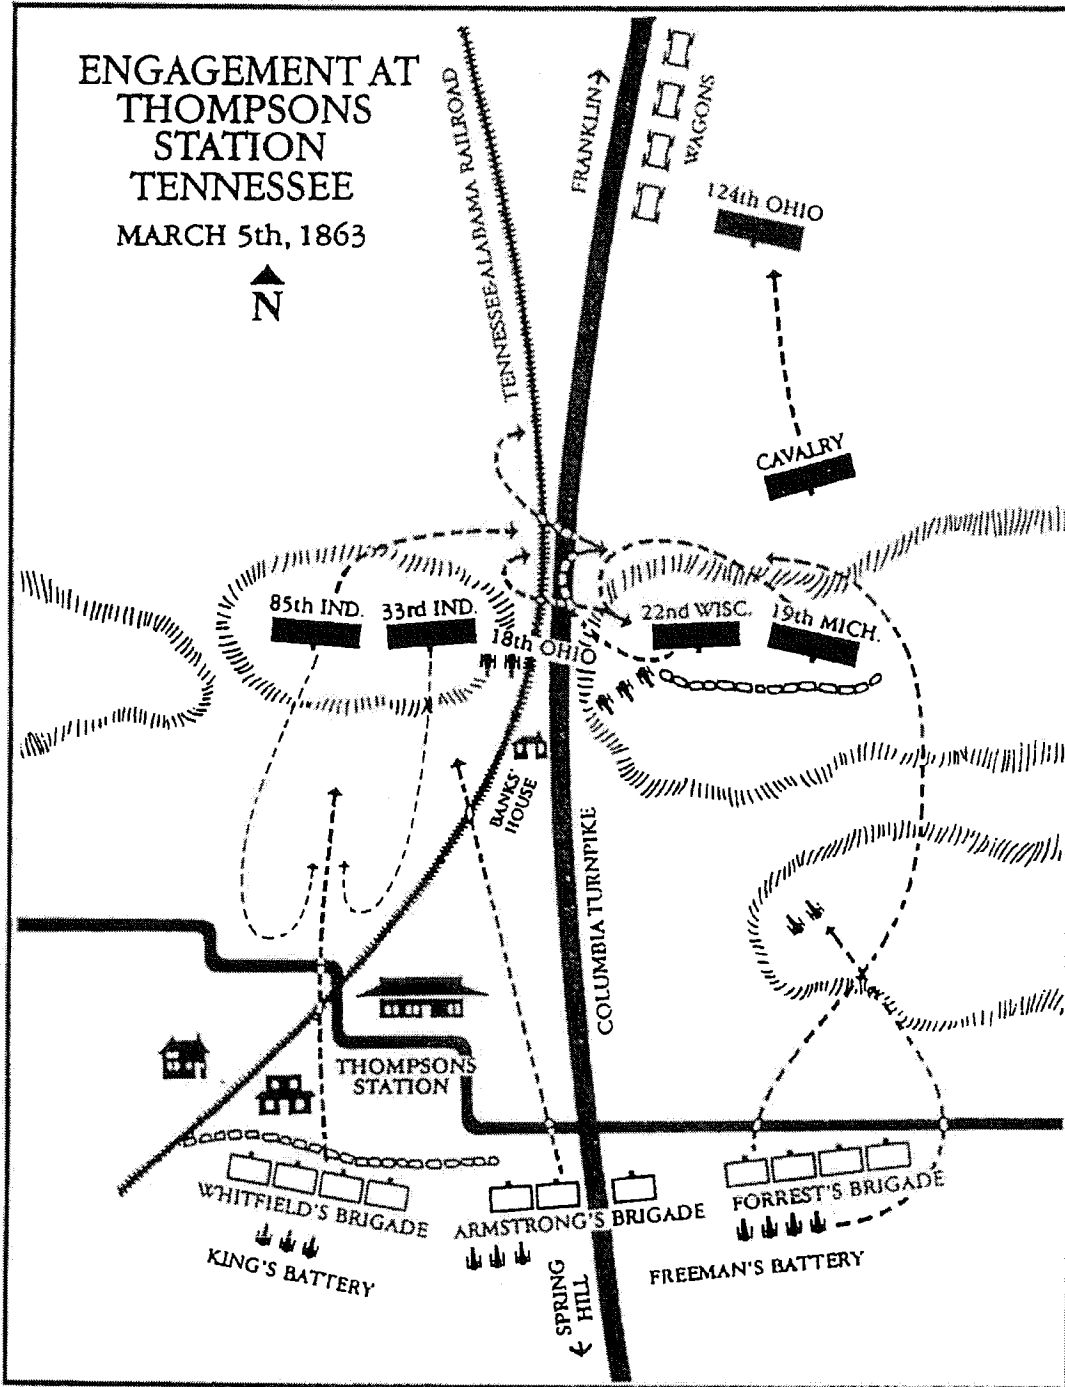 ENGAGEMENT AT
THOMPSONS
STATION
TENNESSEE
MARCH 5th, 1863
N
TENNESSEE-ALABAMA RAILROAD
FRANKLIN
WAGONS
124th OHIO
CAVALRY
85th IND.
33rd IND.
18th OHIO
22nd WISC.
19th MICH.
BANKS'
HOUSE
COLUMBIA TURNPIKE
THOMPSONS
STATION
WHITFIELD'S BRIGADE
KING'S BATTERY
ARMSTRONG'S BRIGADE
FORREST'S BRIGADE
FREEMAN'S BATTERY
SPRING
HILL